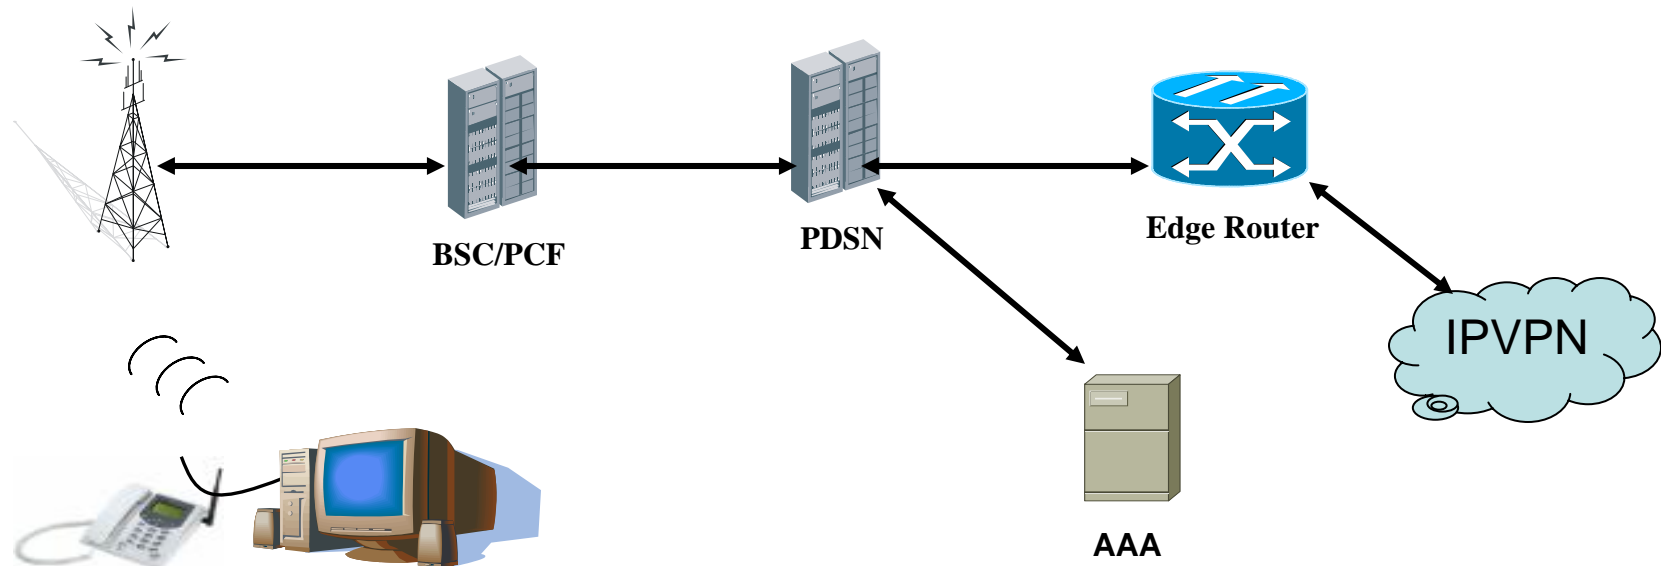 BSC/PCF
PDSN
Edge Router
IPVPN
AAA